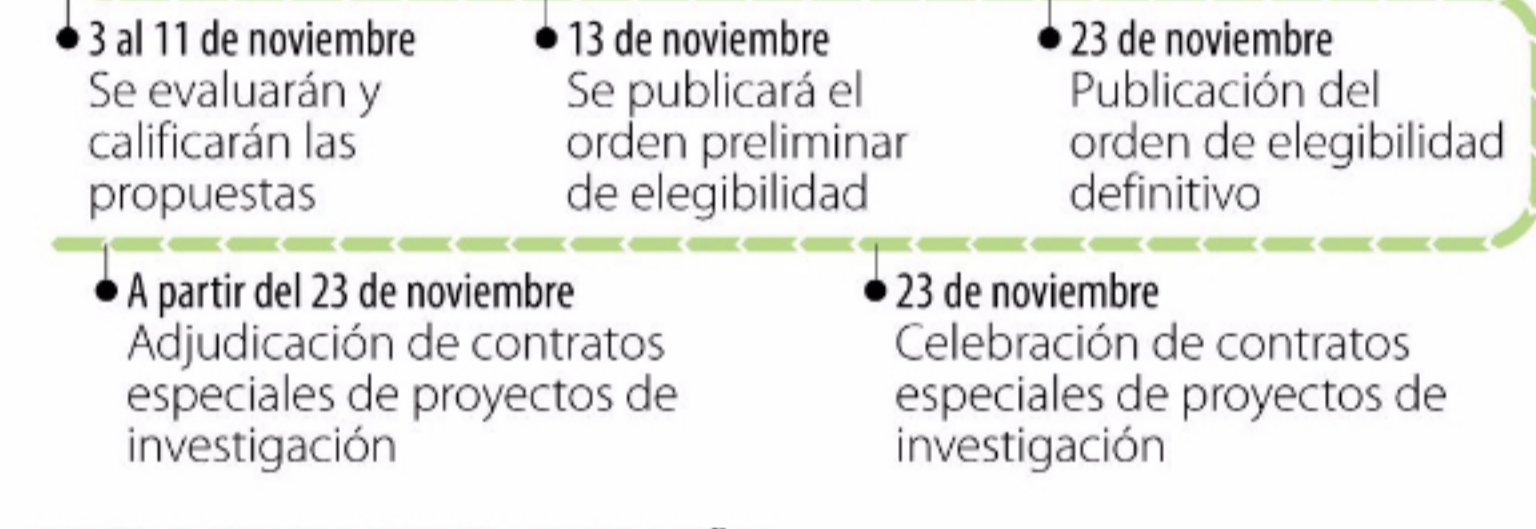 3 al 11 de noviembre
Se evaluarán y
calificarán las
propuestas
13 de noviembre
Se publicará el
orden preliminar
de elegibilidad
23 de noviembre
Publicación del
orden de elegibilidad
definitivo
A partir del 23 de noviembre
Adjudicación de contratos
especiales de proyectos de
investigación
23 de noviembre
Celebración de contratos
especiales de proyectos de
investigación